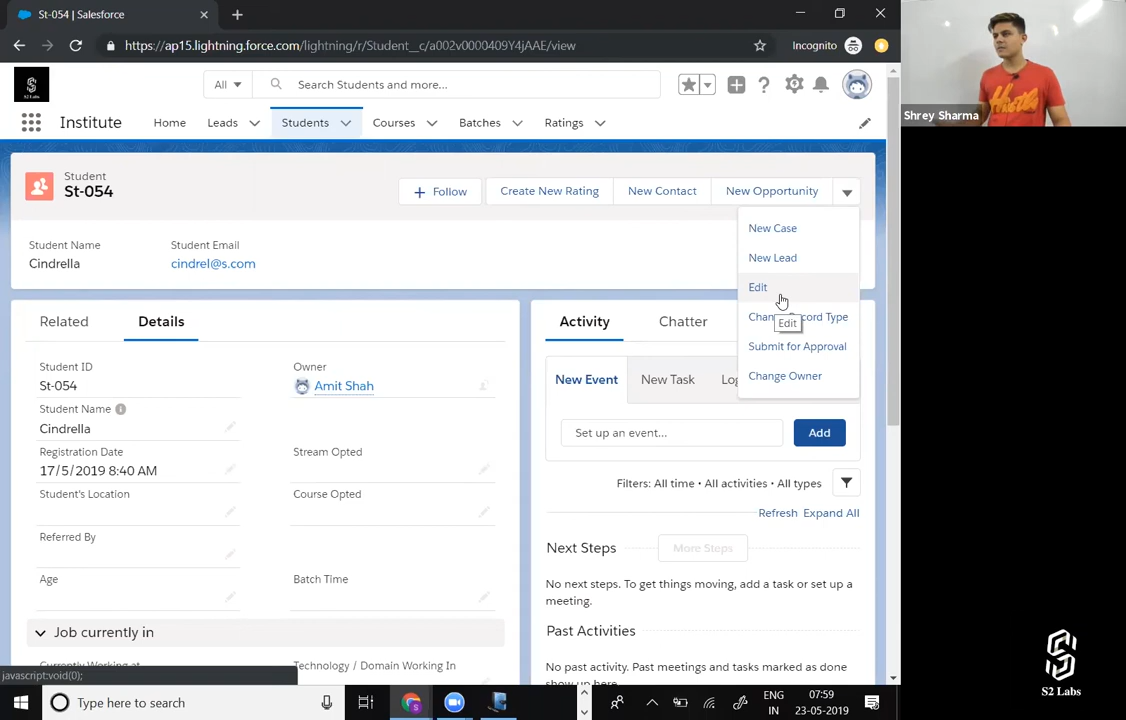 St-054 | Salesforce
https://ap15.lightning.force.com/lightning/r/Student__c/a002v0000409Y4jAAE/view
Incognito
S2 Labs
All
Search Students and more...
Institute
Home
Leads
Students
Courses
Batches
Ratings
Shrey Sharma
Student
St-054
Follow
Create New Rating
New Contact
New Opportunity
Student Name
Cindrella
Student Email
cindrel@s.com
New Case
New Lead
Edit
Record Type
Edit
Submit for Approval
Change Owner
Related
Details
Student ID
St-054
Owner
Amit Shah
Student Name
Cindrella
Registration Date
17/5/2019 8:40 AM
Stream Opted
Student's Location
Course Opted
Referred By
Age
Batch Time
Job currently in
Currently Working at
Technology / Domain Working In
Activity
Chatter
New Event
New Task
Set up an event...
Add
Filters: All time • All activities • All types
Refresh
Expand All
Next Steps
More Steps
No next steps. To get things moving, add a task or set up a
meeting.
Past Activities
No past activity. Past meetings and tasks marked as done
show up here.
javascript:void(0);
Type here to search
ENG
IN
07:59
23-05-2019
S2 Labs